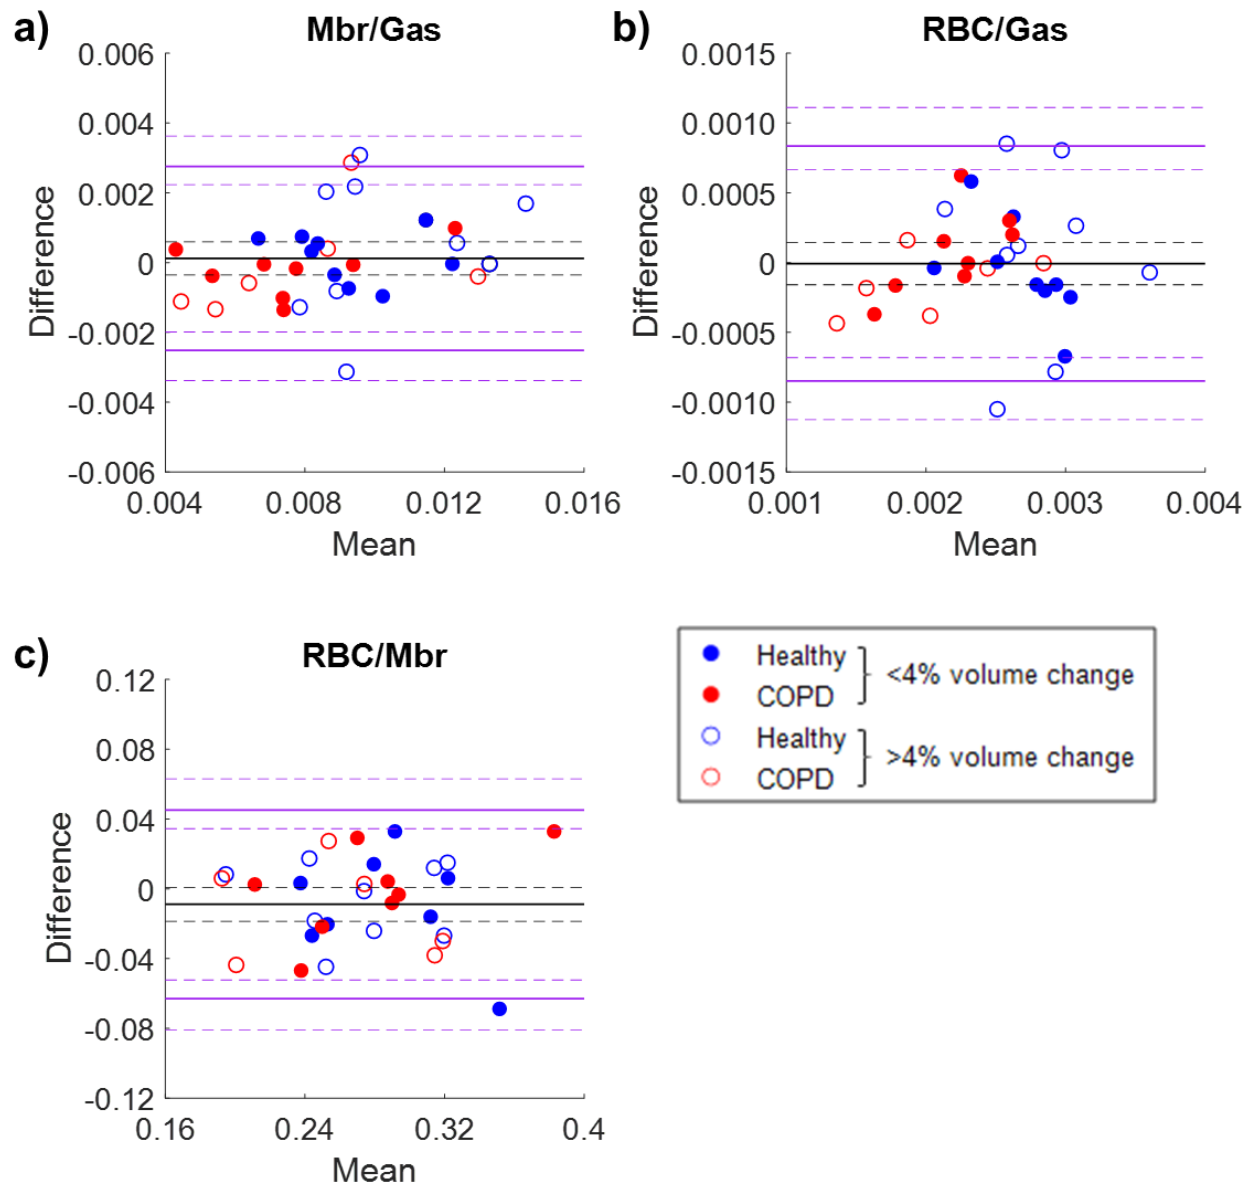 a)
Mbr/Gas
0.006
0.004
0.002
0
-0.002
-0.004
-0.006
Difference
0.004 0.008 0.012 0.016
Mean
b)
RBC/Gas
0.0015
0.0010
0.0005
0
-0.0005
-0.0010
-0.0015
Difference
0.001 0.002 0.003 0.004
Mean
c)
RBC/Mbr
0.12
0.08
0.04
0
-0.04
-0.08
-0.12
Difference
0.16 0.24 0.32 0.4
Mean
Healthy
COPD
<4% volume change
Healthy
COPD
>4% volume change